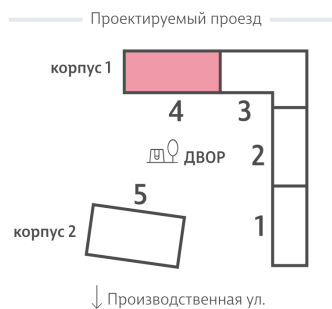 Проектируемый проезд
корпус 1
4
3
ДВОР
2
5
1
корпус 2
↓ Производственная ул.